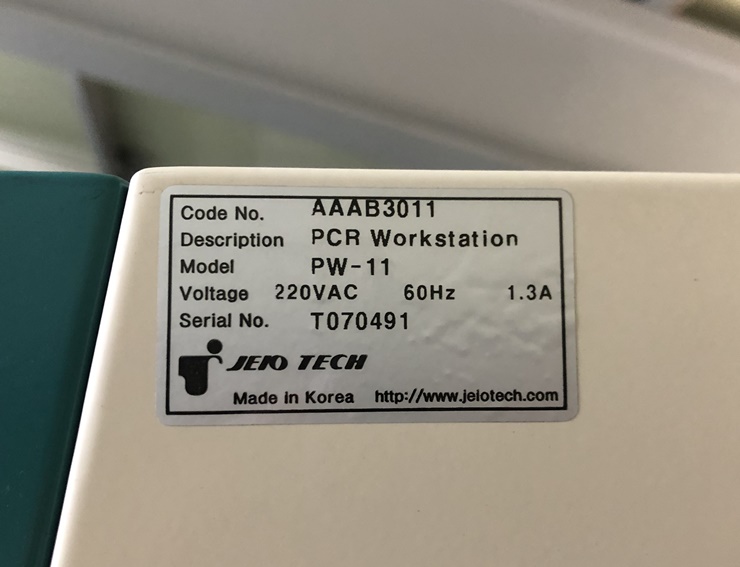 Code No. AAAB3011
Description PCR Workstation
Model PW-11
Voltage 220VAC 60Hz 1.3A
Serial No. T070491
JEIO TECH
Made in Korea http://www.jeiotech.com